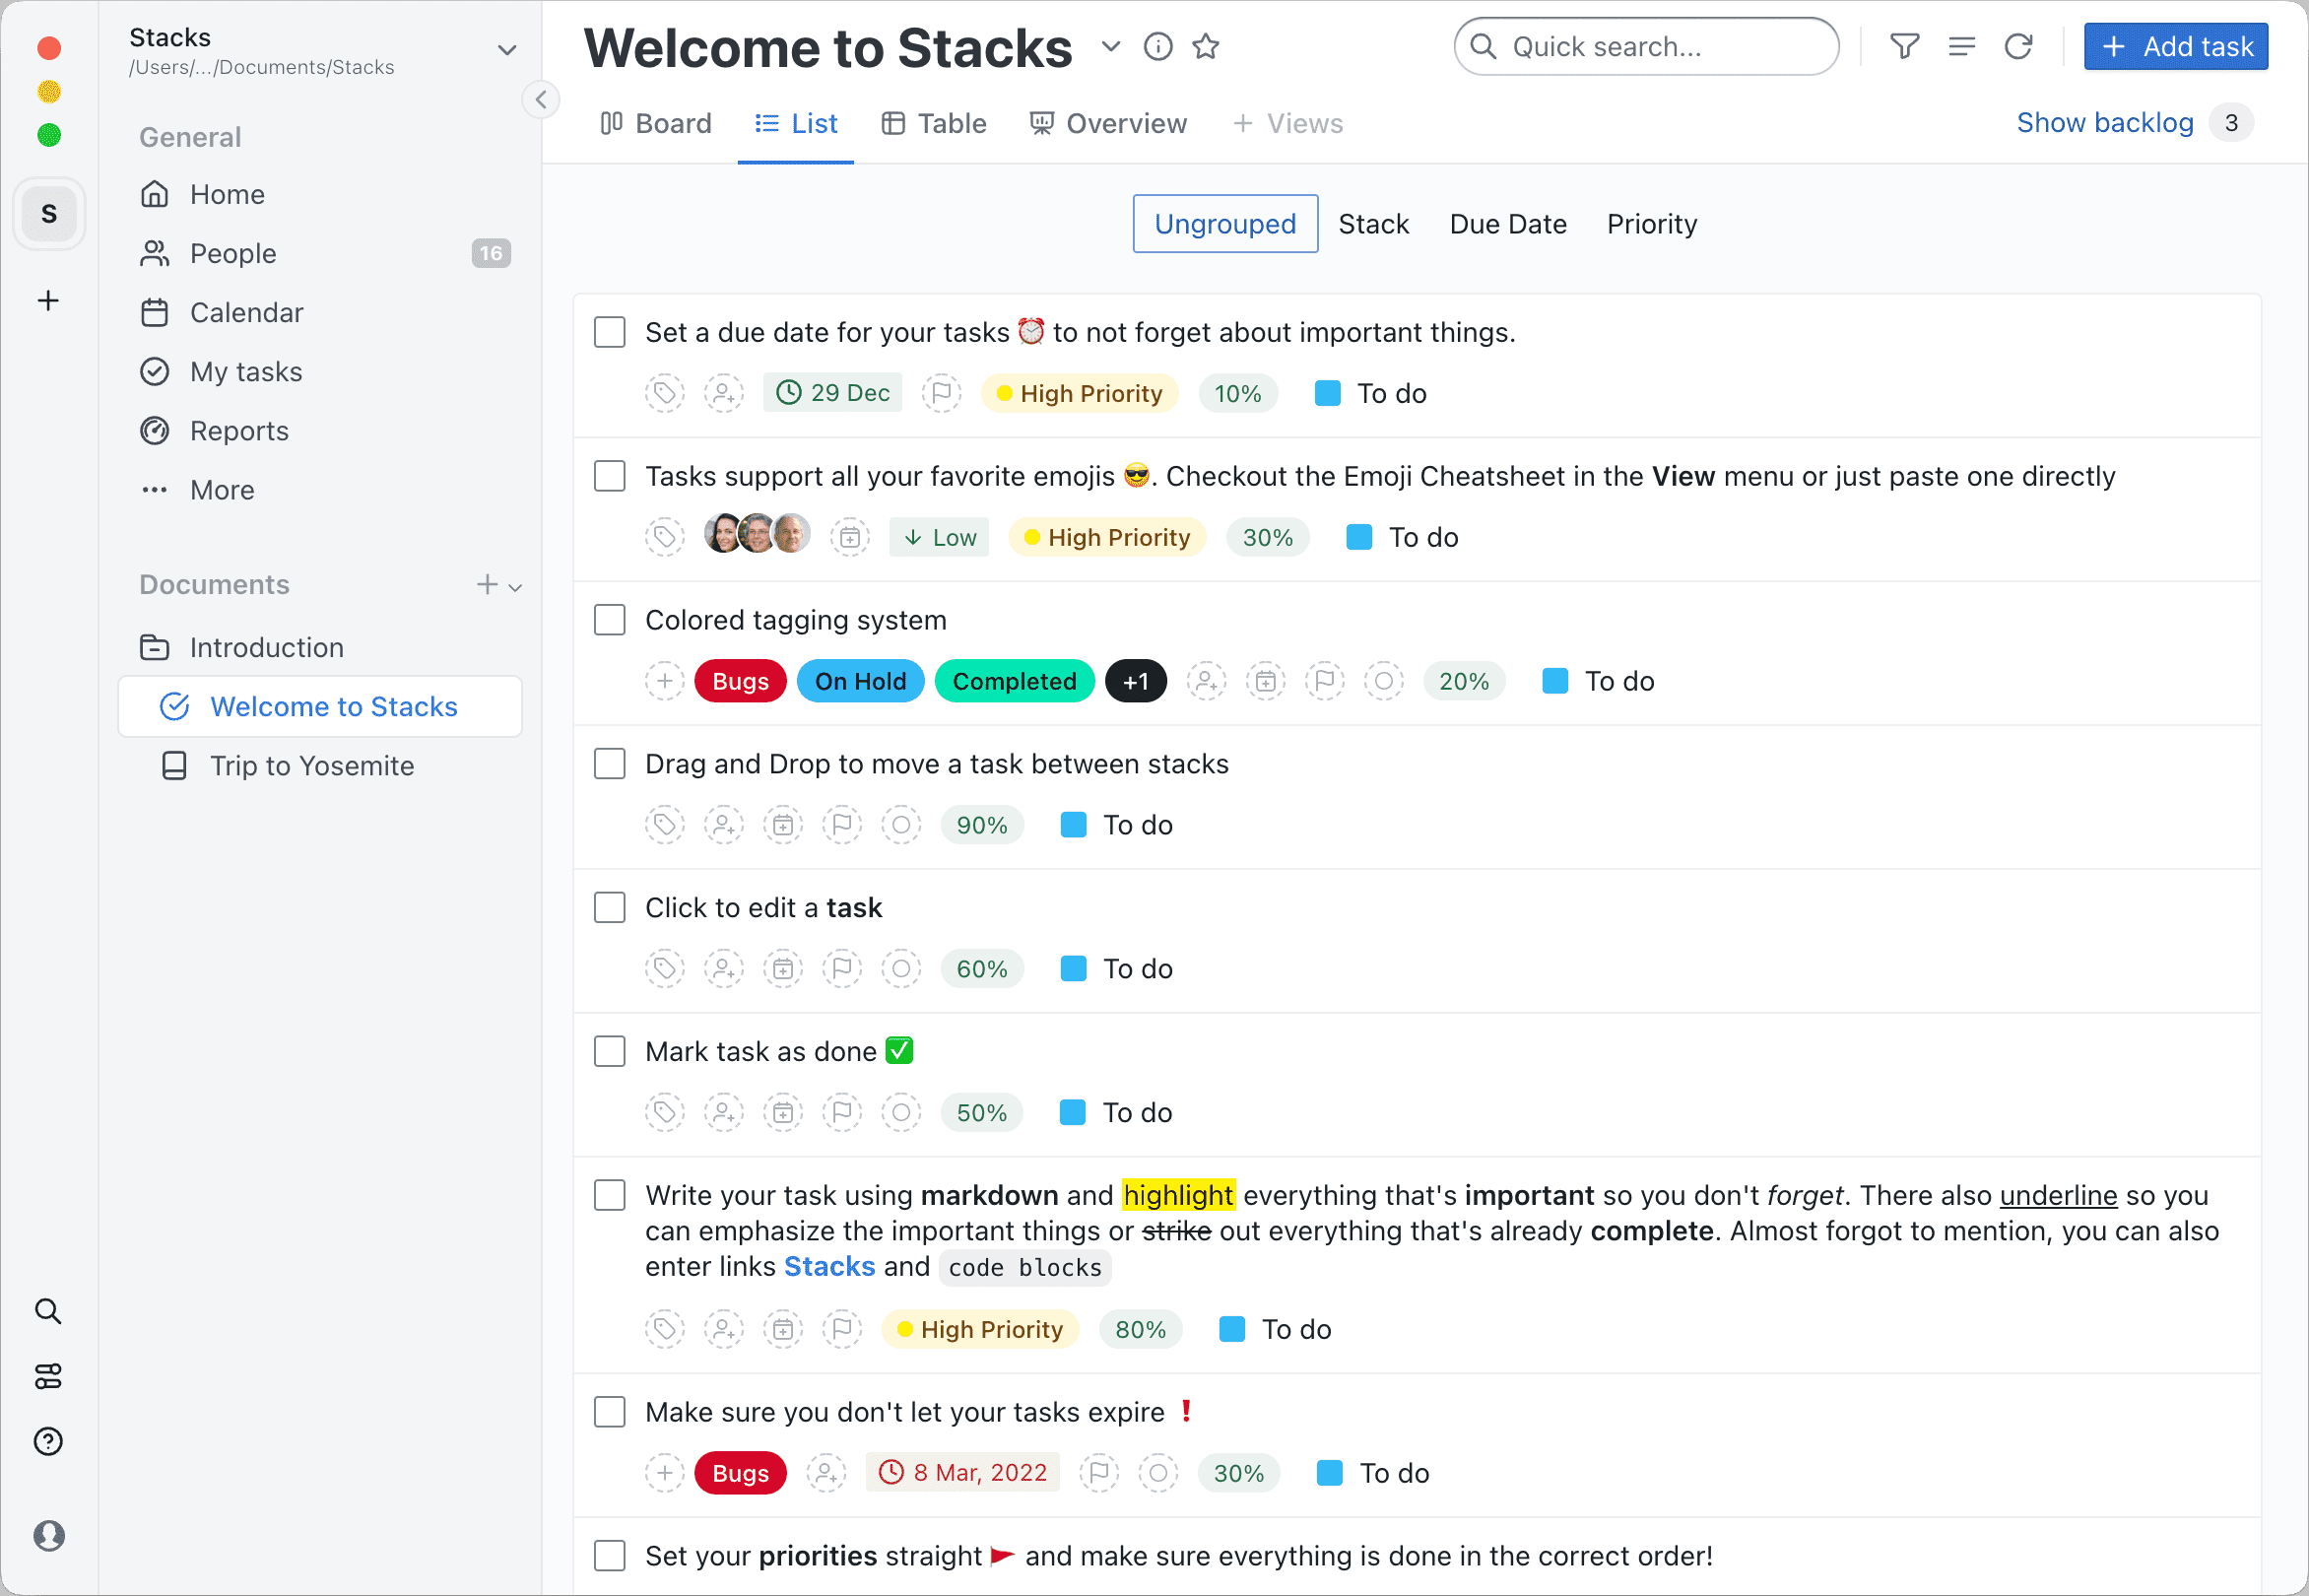 Stacks
/Users/.../Documents/Stacks
S
General
Home
People 16
Calendar
My tasks
Reports
More
Documents
Introduction
Welcome to Stacks
Trip to Yosemite
Welcome to Stacks
Quick search...
Add task
Board
List
Table
Overview
Views
Show backlog 3
Ungrouped
Stack
Due Date
Priority
Set a due date for your tasks ⏰ to not forget about important things.
29 Dec High Priority 10% To do
Tasks support all your favorite emojis 😎. Checkout the Emoji Cheatsheet in the View menu or just paste one directly
Low High Priority 30% To do
Colored tagging system
Bugs On Hold Completed +1 20% To do
Drag and Drop to move a task between stacks
90% To do
Click to edit a task
60% To do
Mark task as done ✅
50% To do
Write your task using markdown and highlight everything that's important so you don't forget. There also underline so you
can emphasize the important things or strike out everything that's already complete. Almost forgot to mention, you can also
enter links Stacks and code blocks
High Priority 80% To do
Make sure you don't let your tasks expire ❗
Bugs 8 Mar, 2022 30% To do
Set your priorities straight 🚩 and make sure everything is done in the correct order!